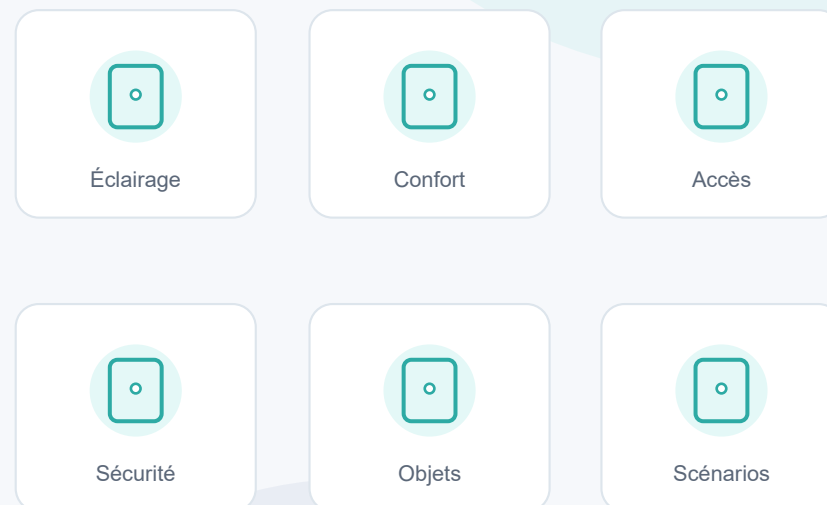 Éclairage
Confort
Accès
Sécurité
Objets
Scénarios